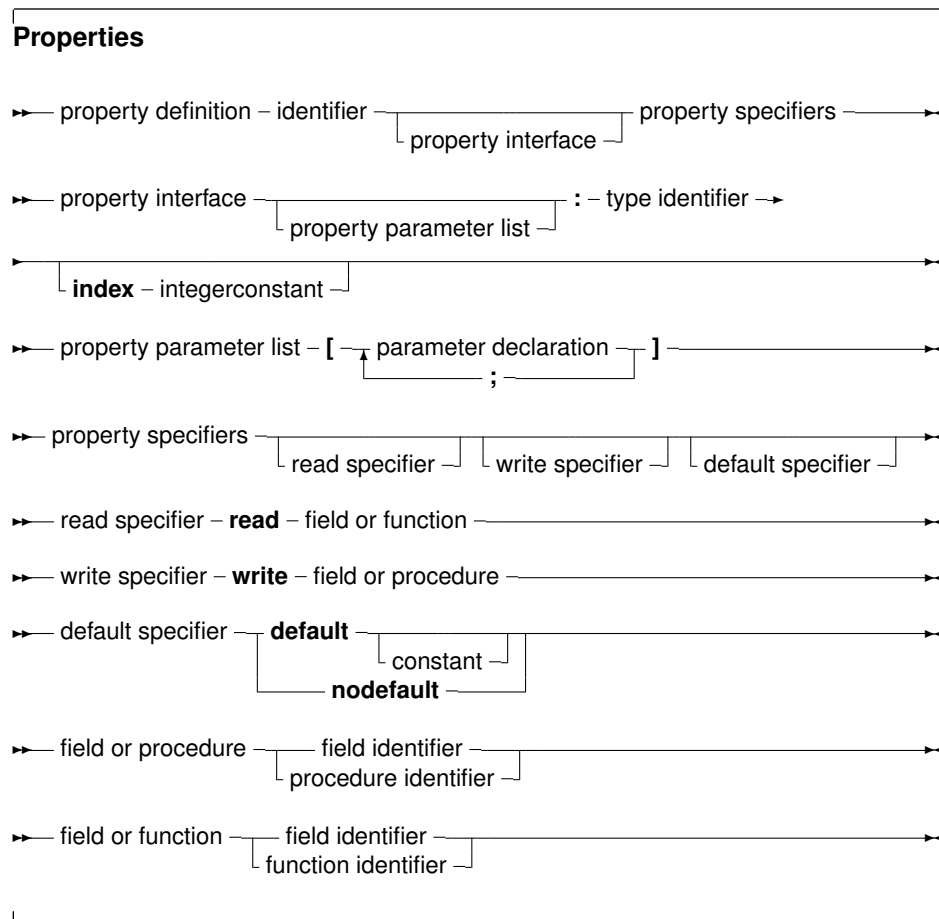 Properties
property definition – identifier property specifiers
property interface
property interface : – type identifier
property parameter list
index – integerconstant
property parameter list – [ parameter declaration ]
;
property specifiers
read specifier write specifier default specifier
read specifier – read – field or function
write specifier – write – field or procedure
default specifier default
constant
nodefault
field or procedure field identifier
procedure identifier
field or function field identifier
function identifier